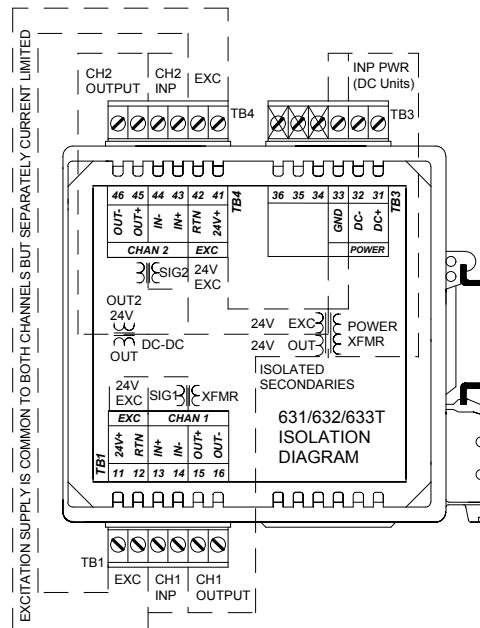 EXCITATION SUPPLY IS COMMON TO BOTH CHANNELS BUT SEPARATELY CURRENT LIMITED
CH2
OUTPUT
CH2
INP
EXC
TB4
INP PWR
(DC Units)
TB3
46 45 44 43 42 41
OUT- OUT+ IN- IN+ RTN 24V+
TB4
CHAN 2 EXC
36 35 34 33 32 31
GND DC- DC+
TB3
POWER
SIG2
24V
EXC
OUT2
24V
OUT
DC-DC
24V EXC
24V OUT
POWER
XFMR
ISOLATED
SECONDARIES
24V
EXC
SIG1
XFMR
631/632/633T
ISOLATION
DIAGRAM
EXC CHAN 1
TB1
24V+ RTN IN+ IN- OUT+ OUT-
11 12 13 14 15 16
TB1
EXC
CH1
INP
CH1
OUTPUT